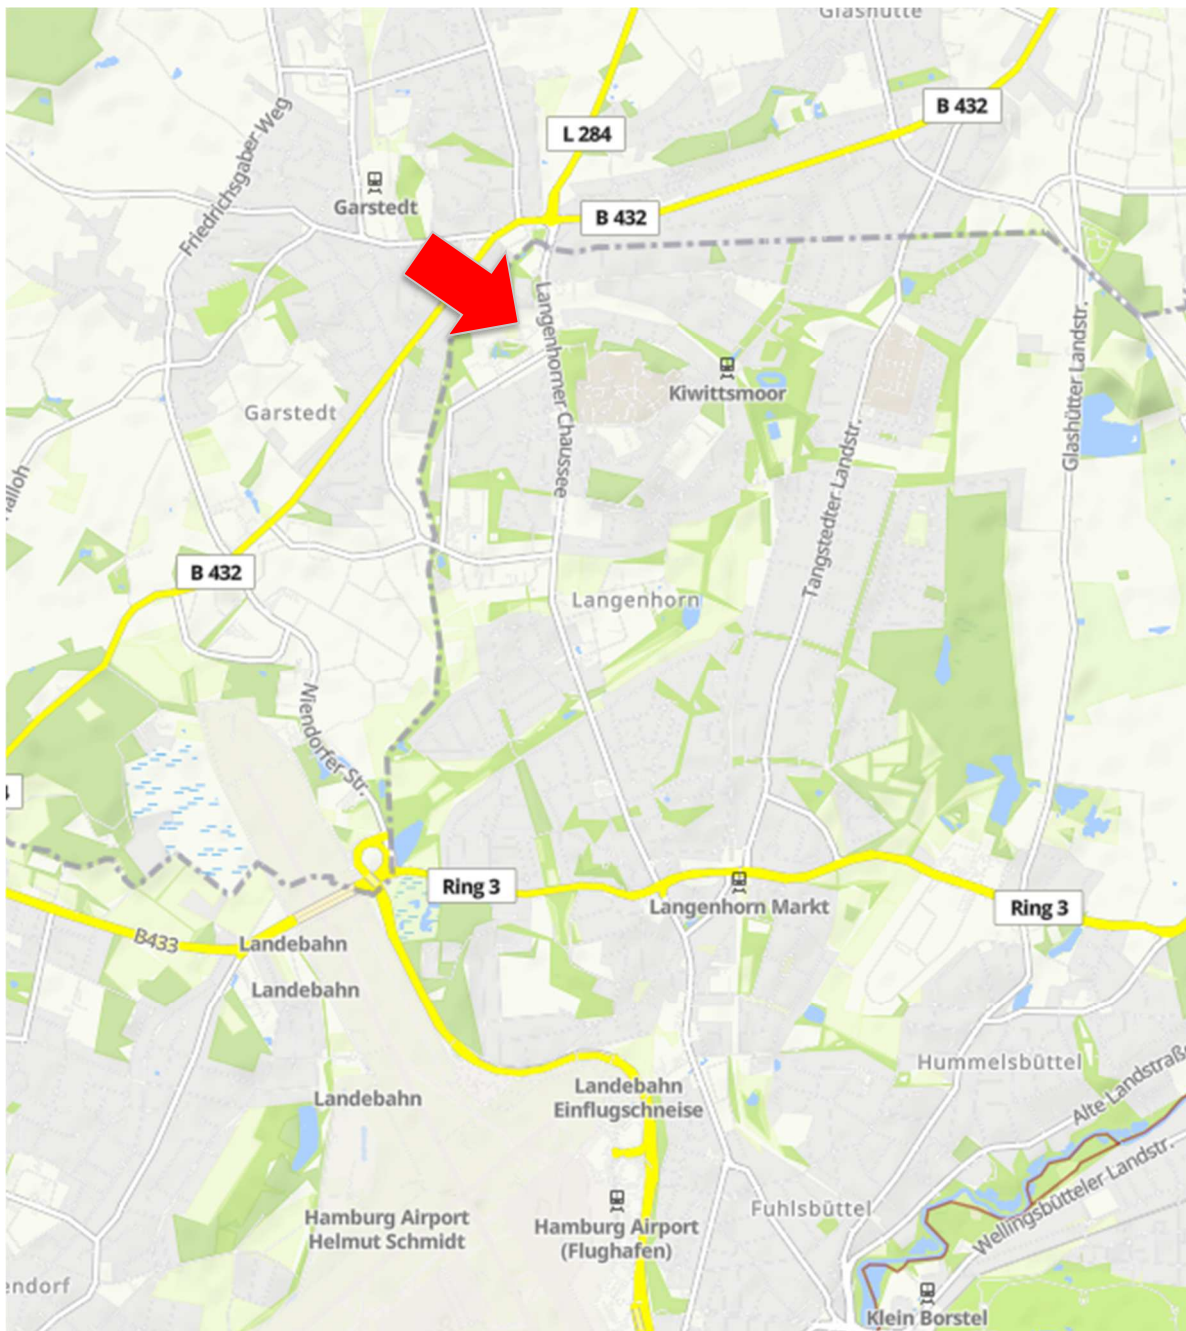 Glashütte
B 432
L 284
Friedrichsgaber Weg
Garstedt
B 432
Langenhorner Chaussee
Glashütter Landstr.
Kiwittsmoor
Garstedt
Tangstedter Landstr.
B 432
Langenhorn
Niendorfer Str.
Ring 3
Langenhorn Markt
Ring 3
B433
Landebahn
Landebahn
Hummelsbüttel
Landebahn
Landebahn
Einflugschneise
Alte Landstraße
Wellingsbütteler Landstr.
Fuhlsbüttel
Hamburg Airport
Helmut Schmidt
Hamburg Airport
(Flughafen)
endorf
Klein Borstel